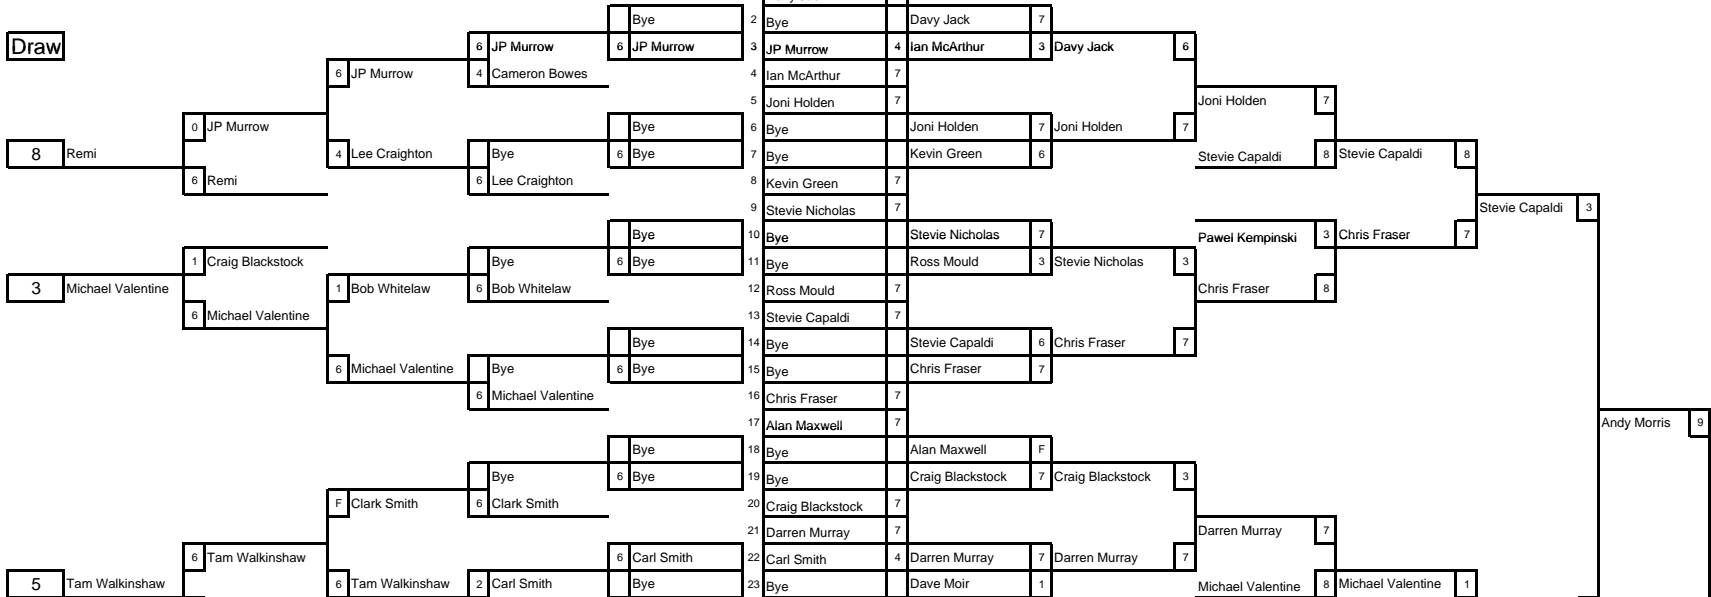 Bye 2 Bye Davy Jack 7
Draw 6 JP Murrow 6 JP Murrow 3 JP Murrow 4 Ian McArthur 3 Davy Jack 6
6 JP Murrow 4 Cameron Bowes 4 Ian McArthur 7
5 Joni Holden 7 Joni Holden 7
0 JP Murrow Bye 6 Bye Joni Holden 7 Joni Holden 7
8 Remi 4 Lee Craighton Bye 6 Bye 7 Bye Kevin Green 6 Stevie Capaldi 8 Stevie Capaldi 8
6 Remi 6 Lee Craighton 8 Kevin Green 7
9 Stevie Nicholas 7 Stevie Capaldi 3
Bye 10 Bye Stevie Nicholas 7 Pawel Kempinski 3 Chris Fraser 7
1 Craig Blackstock Bye 6 Bye 11 Bye Ross Mould 3 Stevie Nicholas 3
3 Michael Valentine 1 Bob Whitelaw 6 Bob Whitelaw 12 Ross Mould 7 Chris Fraser 8
6 Michael Valentine 13 Stevie Capaldi 7
Bye 14 Bye Stevie Capaldi 6 Chris Fraser 7
6 Michael Valentine Bye 6 Bye 15 Bye Chris Fraser 7
6 Michael Valentine 16 Chris Fraser 7
17 Alan Maxwell 7 Andy Morris 9
Bye 18 Bye Alan Maxwell F
Bye 6 Bye 19 Bye Craig Blackstock 7 Craig Blackstock 3
F Clark Smith 6 Clark Smith 20 Craig Blackstock 7
21 Darren Murray 7 Darren Murray 7
6 Tam Walkinshaw 6 Carl Smith 22 Carl Smith 4 Darren Murray 7 Darren Murray 7
5 Tam Walkinshaw 6 Tam Walkinshaw 2 Carl Smith Bye 23 Bye Dave Moir 1 Michael Valentine 8 Michael Valentine 1